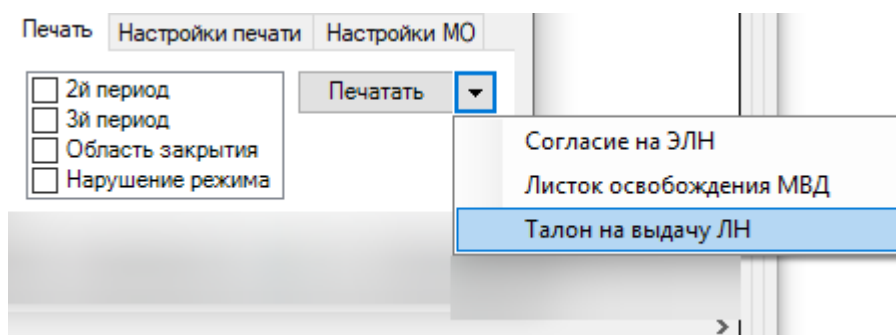 Печать Настройки печати Настройки МО
2й период
3й период
Область закрытия
Нарушение режима
Печатать
Согласие на ЭЛН
Листок освобождения МВД
Талон на выдачу ЛН